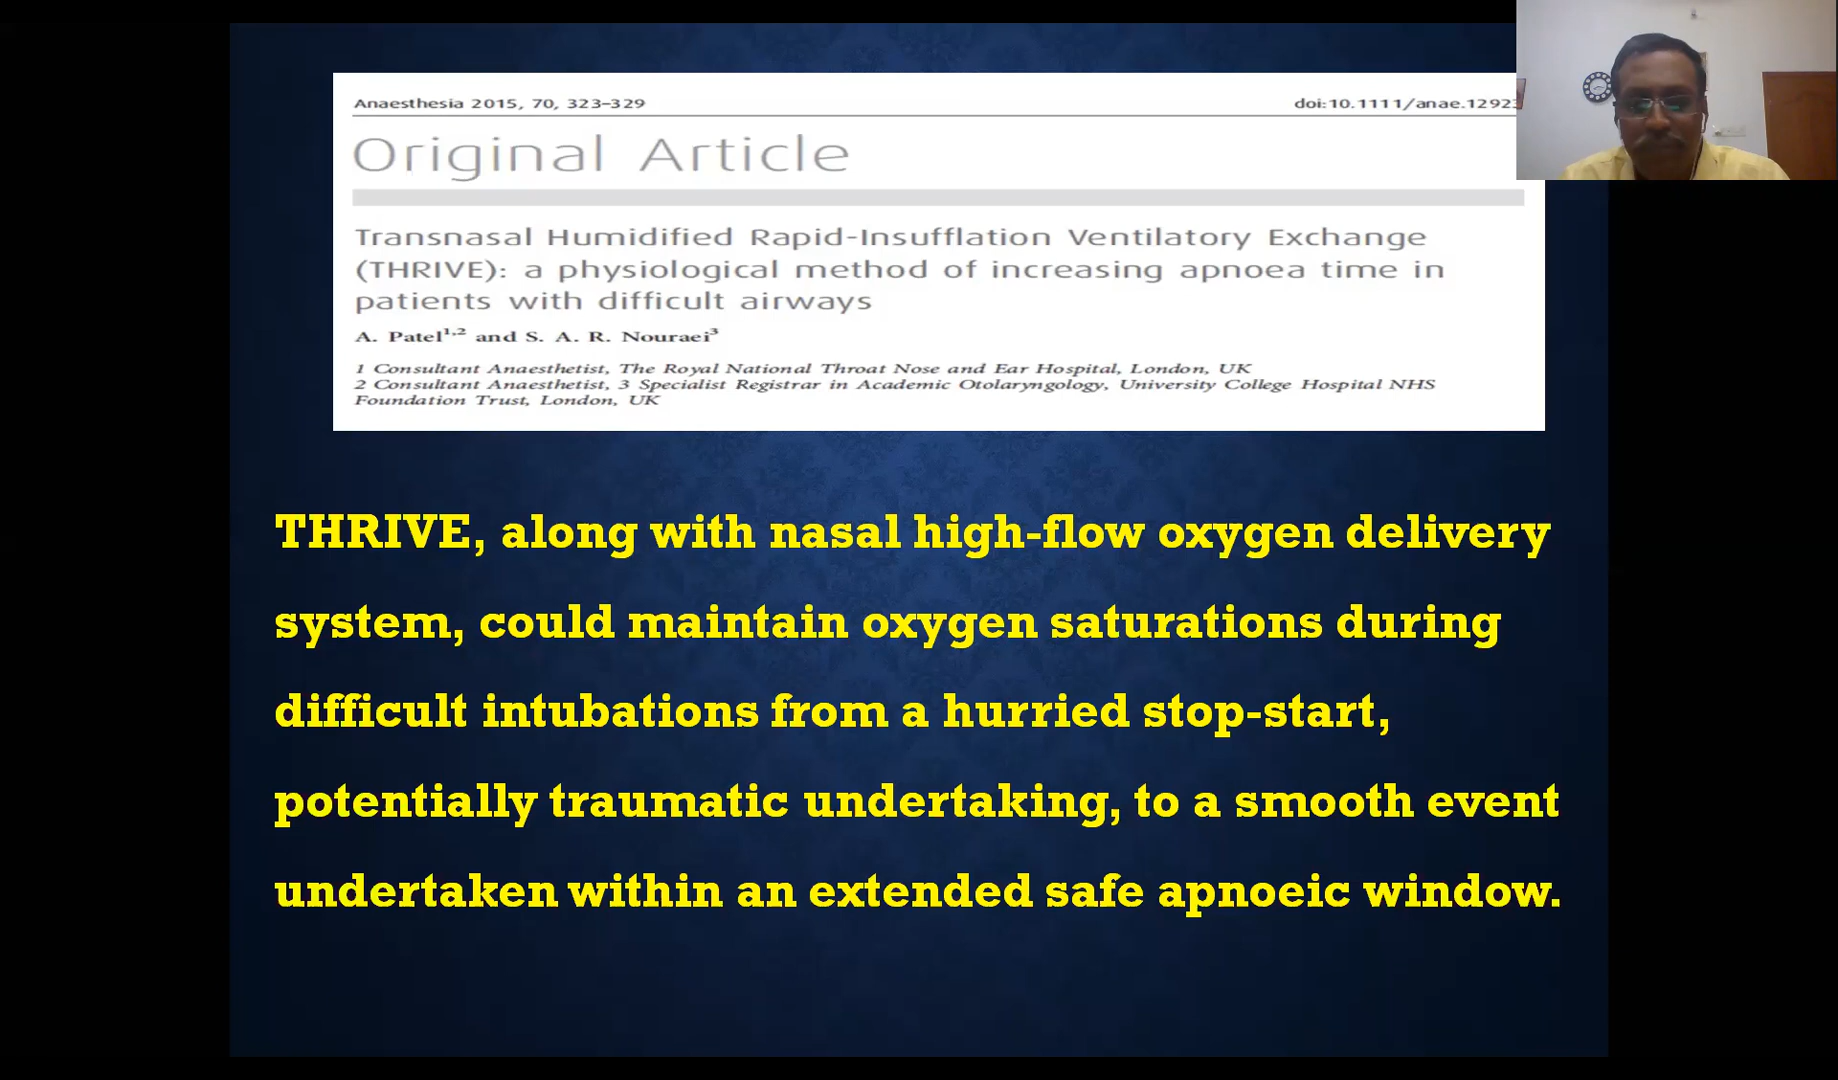 Anaesthesia 2015, 70, 323–329
doi:10.1111/anae.12923
Original Article
Transnasal Humidified Rapid-Insufflation Ventilatory Exchange
(THRIVE): a physiological method of increasing apnoea time in
patients with difficult airways
A. Patel1,2 and S. A. R. Nouraei3
1 Consultant Anaesthetist, The Royal National Throat Nose and Ear Hospital, London, UK
2 Consultant Anaesthetist, 3 Specialist Registrar in Academic Otolaryngology, University College Hospital NHS
Foundation Trust, London, UK
THRIVE, along with nasal high-flow oxygen delivery
system, could maintain oxygen saturations during
difficult intubations from a hurried stop-start,
potentially traumatic undertaking, to a smooth event
undertaken within an extended safe apnoeic window.